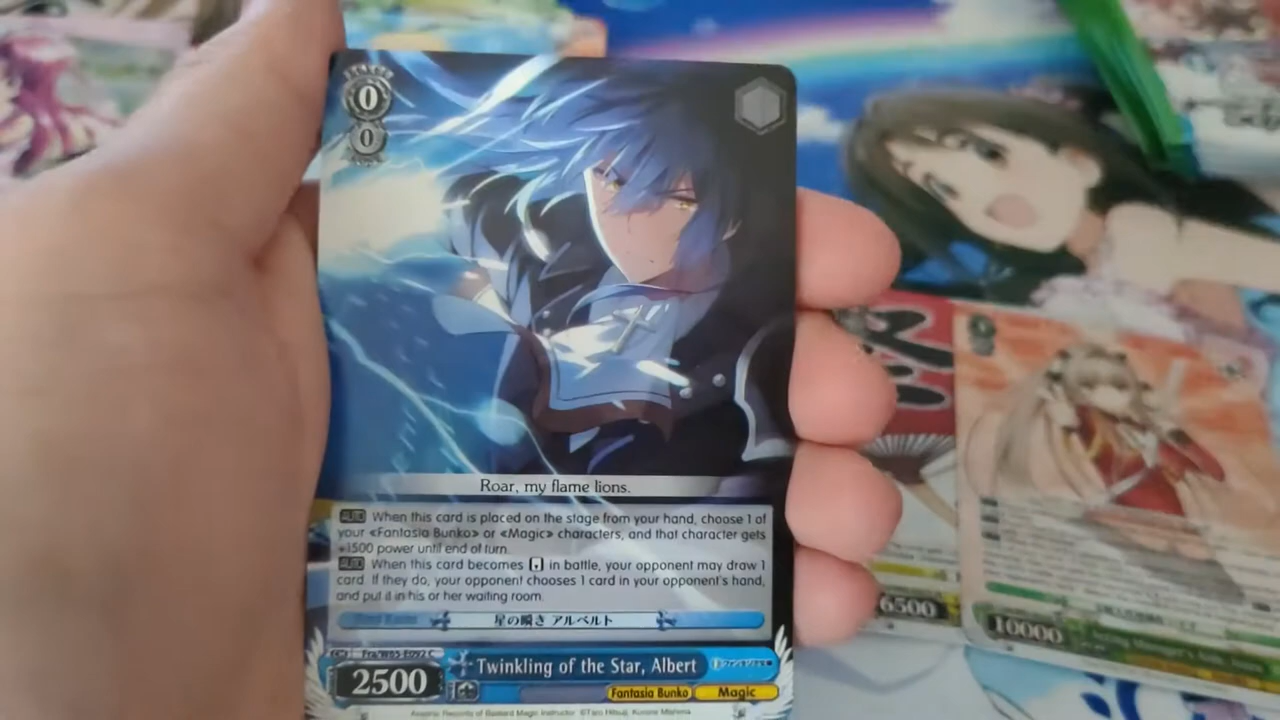 0
0
Roar, my flame lions.
AUTO When this card is placed on the stage from your hand, choose 1 of
your «Fantasia Bunko» or «Magic» characters, and that character gets
+1500 power until end of turn.
AUTO When this card becomes in battle, your opponent may draw 1
card. If they do, your opponent chooses 1 card in your opponent's hand,
and put it in his or her waiting room.
星の瞬き アルベルト
Fra/W65-E092 C
Twinkling of the Star, Albert
2500
Fantasia Bunko
Magic
6500
10000